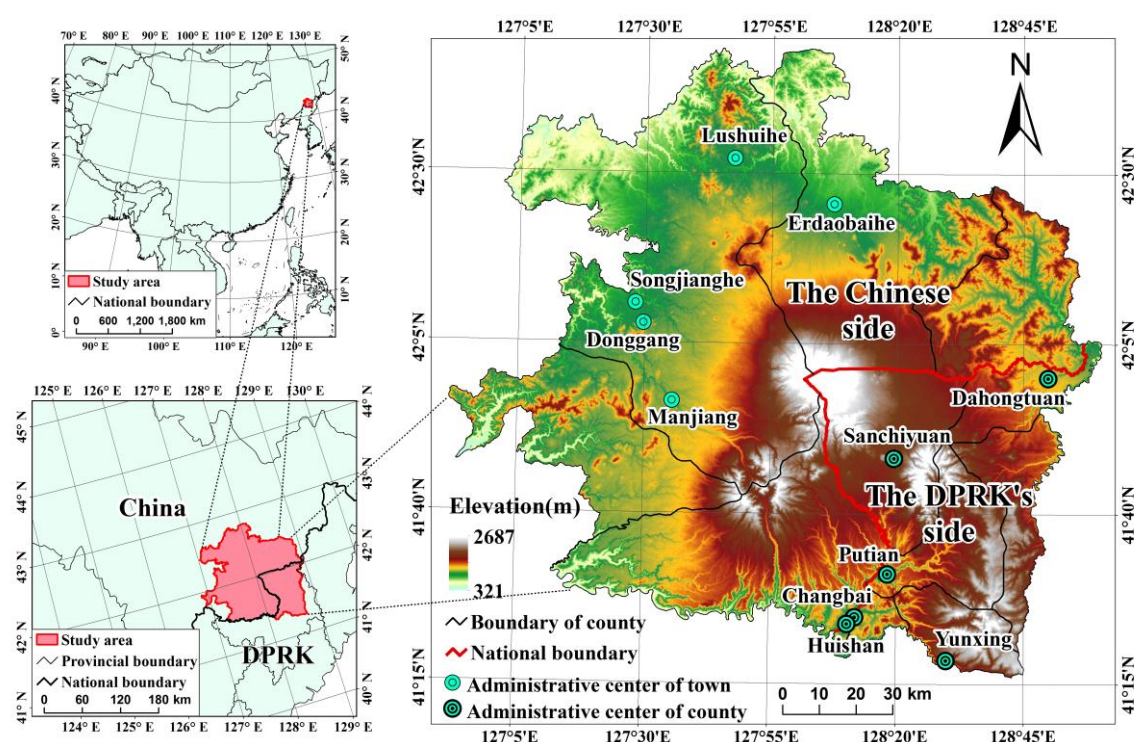 70° E 80° E 90° E 100° E 110° E 120° E 130° E
50° N
40° N
30° N
20° N
10° N
0° N
40° N
30° N
20° N
10° N
0°
Study area
National boundary
0 600 1,200 1,800 km
90° E 100° E 110° E 120° E
125° E 126° E 127° E 128° E 129° E 130° E
45° N
44° N
43° N
42° N
41° N
44° N
43° N
42° N
41° N
40° N
China
DPRK
Study area
Provincial boundary
National boundary
0 60 120 180 km
126° E 127° E 128° E 129° E
127°5'E 127°30'E 127°55'E 128°20'E 128°45'E
N
42°30'N
42°5'N
41°40'N
41°15'N
42°30'N
42°5'N
41°40'N
41°15'N
Lushuihe
Erdaobaihe
Songjianghe
The Chinese
side
Donggang
Dahongtuan
Manjiang
Sanchiyuan
The DPRK's
side
Putian
Changbai
Huishan
Yunxing
Elevation(m)
2687
321
Boundary of county
National boundary
Administrative center of town
Administrative center of county
0 10 20 30 km
127°5'E 127°30'E 127°55'E 128°20'E 128°45'E